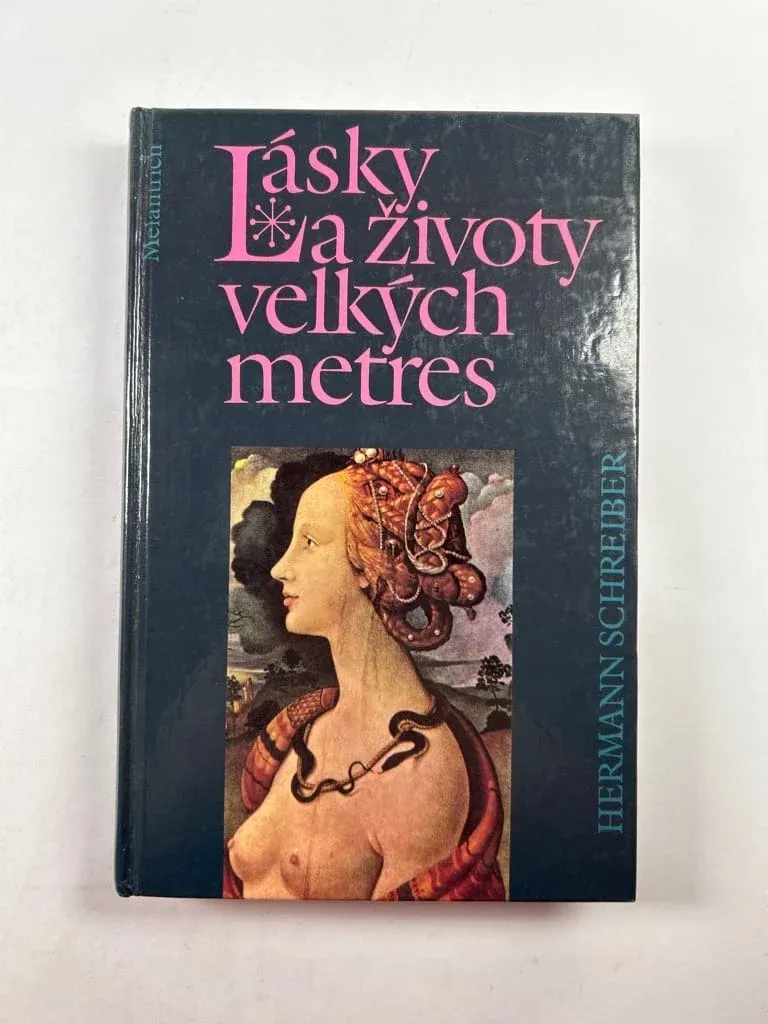 Melantrich
Lásky
a životy
velkých
metres
HERMANN SCHREIBER